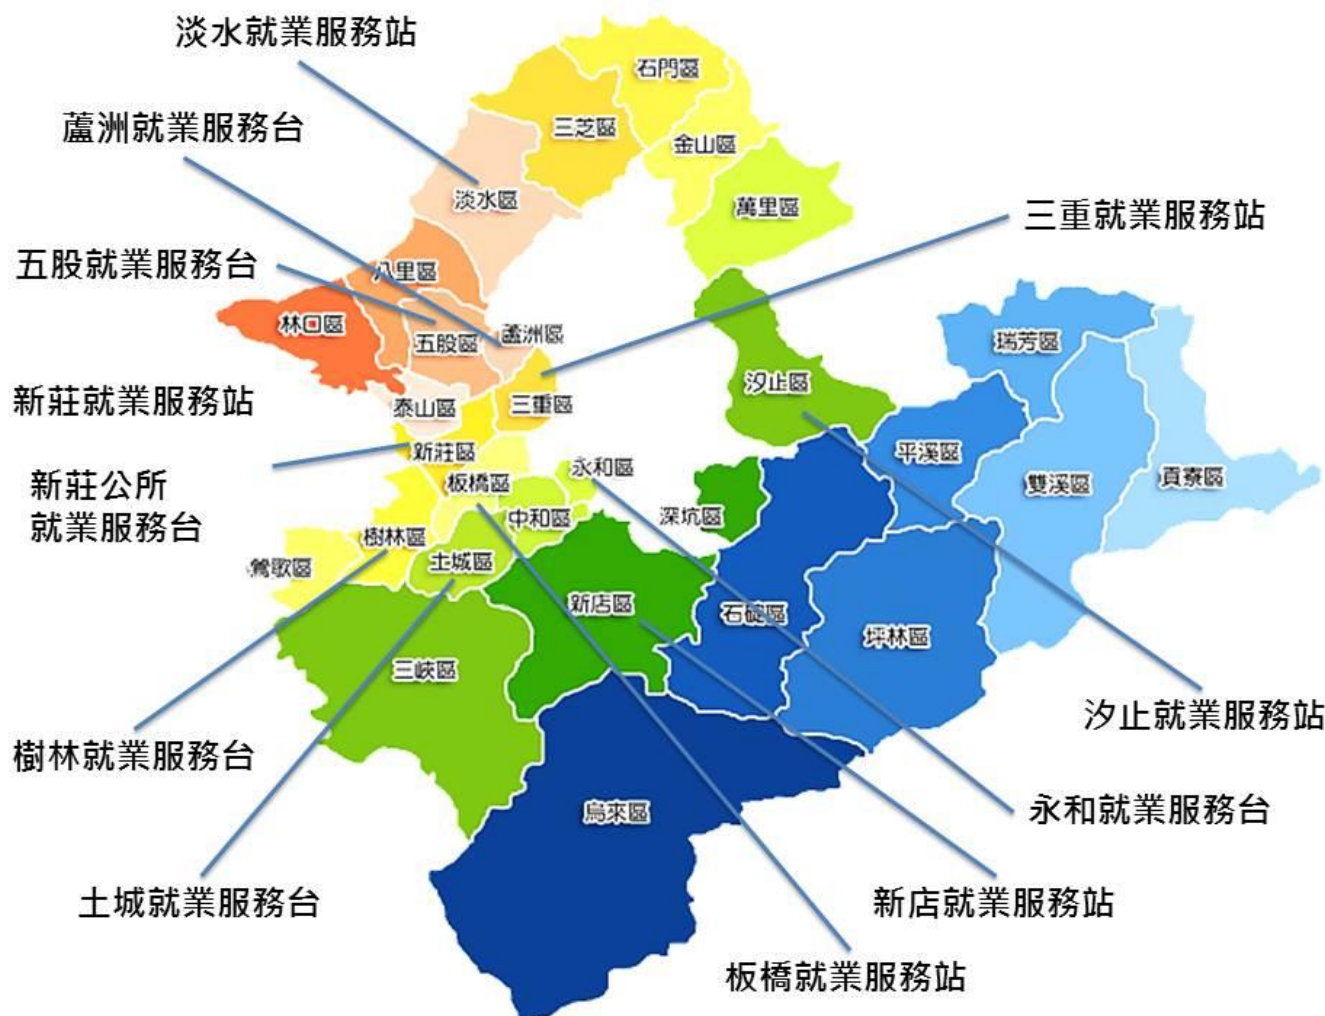 淡水就業服務站
石門區
蘆洲就業服務台
三芝區
金山區
淡水區
萬里區
三重就業服務站
五股就業服務台
八里區
林口區
蘆洲區
五股區
瑞芳區
汐止區
新莊就業服務站
泰山區
三重區
新莊區
平溪區
永和區
板橋區
雙溪區
貢寮區
新莊公所
就業服務台
中和區
深坑區
樹林區
土城區
鶯歌區
新店區
石碇區
坪林區
三峽區
汐止就業服務站
樹林就業服務台
烏來區
永和就業服務台
土城就業服務台
新店就業服務站
板橋就業服務站